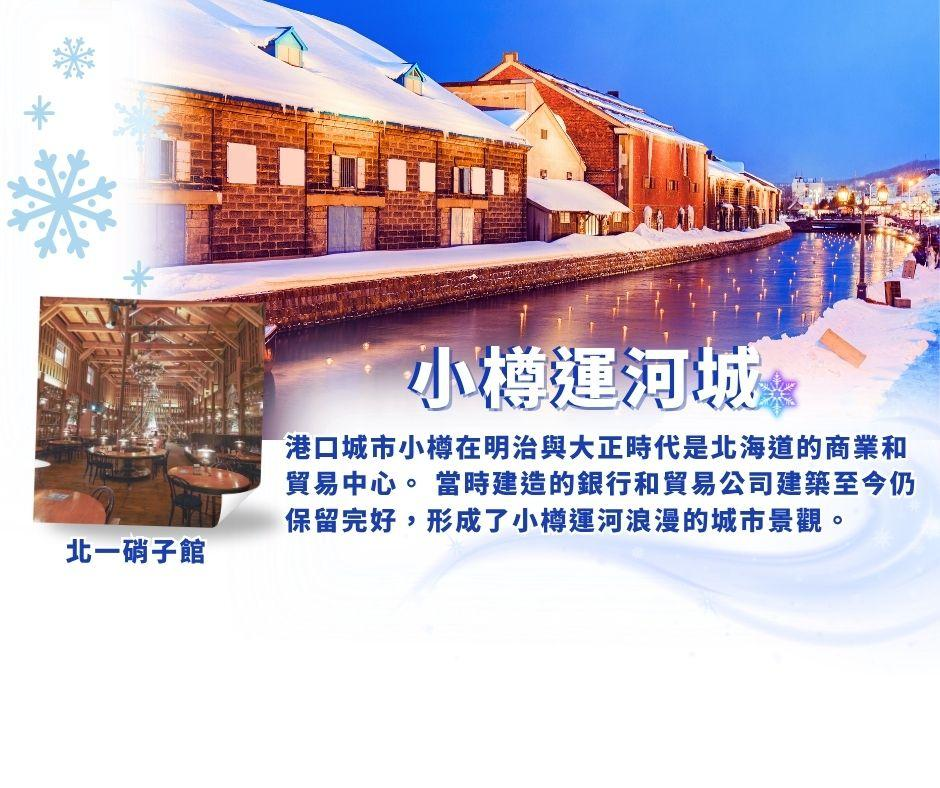 小樽運河城
港口城市小樽在明治與大正時代是北海道的商業和
貿易中心。 當時建造的銀行和貿易公司建築至今仍
保留完好，形成了小樽運河浪漫的城市景觀。
北一硝子館